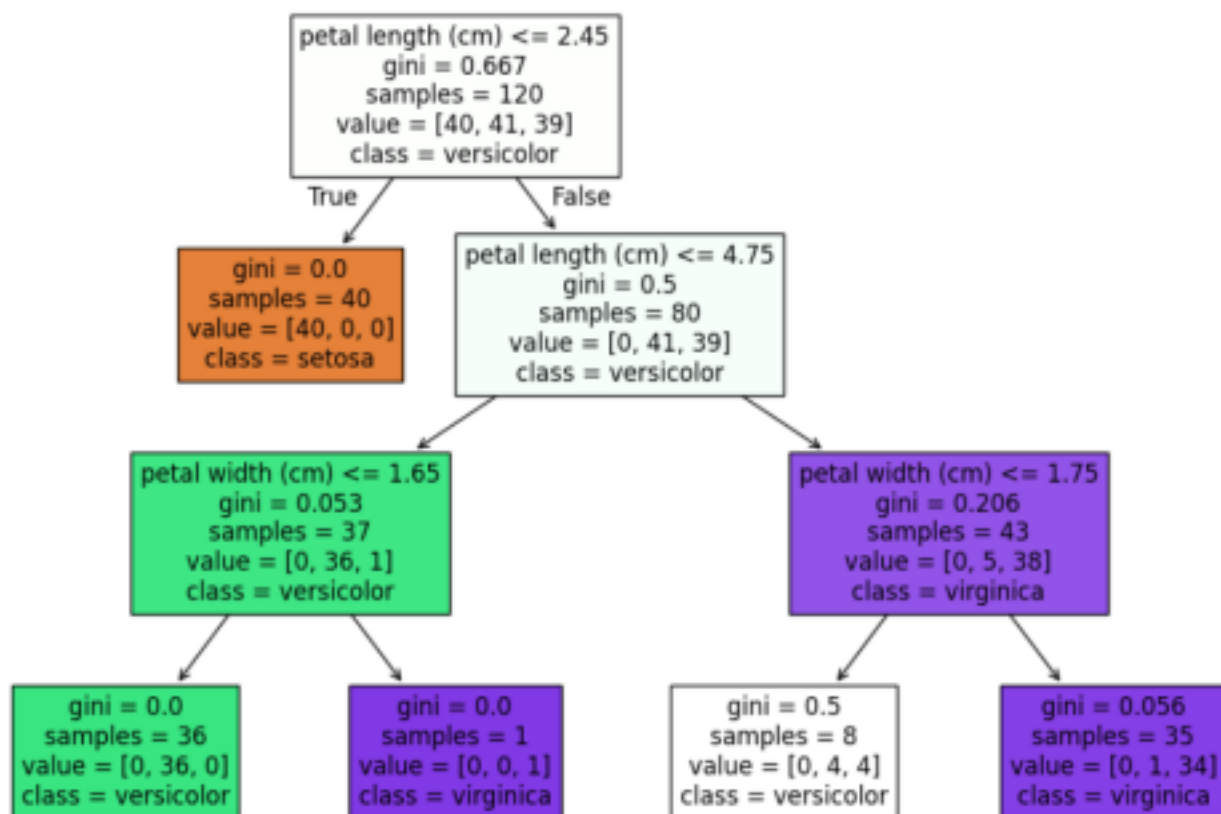 petal length (cm) <= 2.45
gini = 0.667
samples = 120
value = [40, 41, 39]
class = versicolor
True
False
gini = 0.0
samples = 40
value = [40, 0, 0]
class = setosa
petal length (cm) <= 4.75
gini = 0.5
samples = 80
value = [0, 41, 39]
class = versicolor
petal width (cm) <= 1.65
gini = 0.053
samples = 37
value = [0, 36, 1]
class = versicolor
petal width (cm) <= 1.75
gini = 0.206
samples = 43
value = [0, 5, 38]
class = virginica
gini = 0.0
samples = 36
value = [0, 36, 0]
class = versicolor
gini = 0.0
samples = 1
value = [0, 0, 1]
class = virginica
gini = 0.5
samples = 8
value = [0, 4, 4]
class = versicolor
gini = 0.056
samples = 35
value = [0, 1, 34]
class = virginica